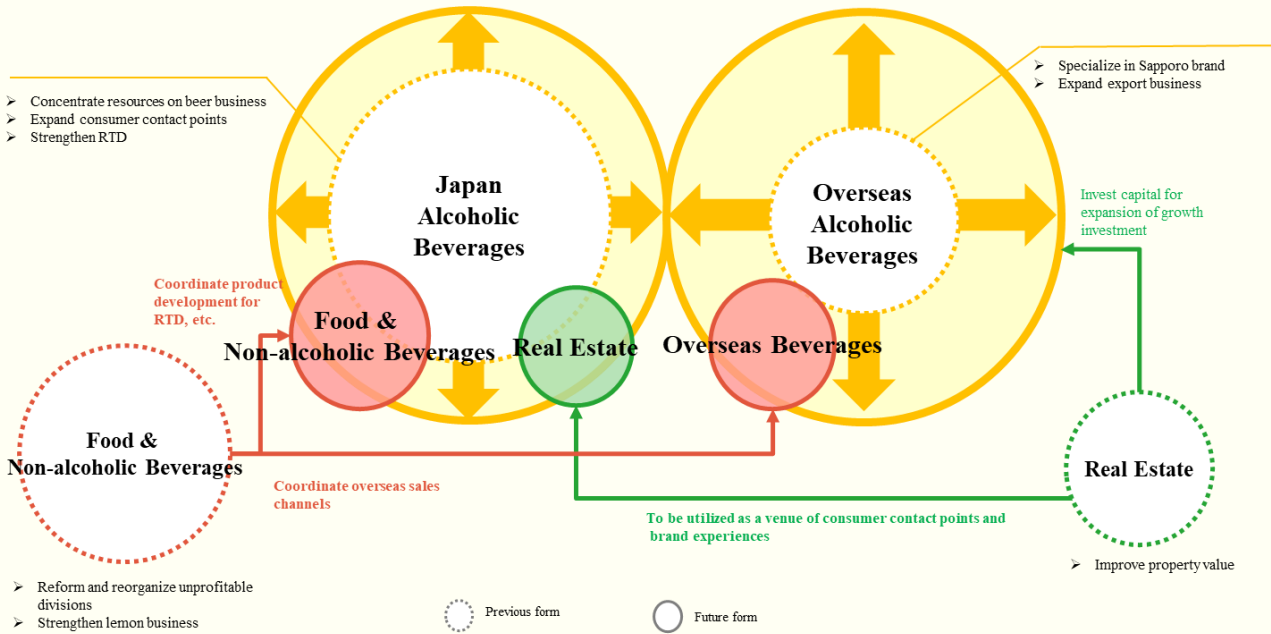 ➢ Concentrate resources on beer business
➢ Expand consumer contact points
➢ Strengthen RTD
Japan
Alcoholic
Beverages
Overseas
Alcoholic
Beverages
➢ Specialize in Sapporo brand
➢ Expand export business
Invest capital for
expansion of growth
investment
Coordinate product
development for
RTD, etc.
Food &
Non-alcoholic Beverages
Real Estate
Overseas Beverages
Food &
Non-alcoholic Beverages
Coordinate overseas sales
channels
To be utilized as a venue of consumer contact points and
brand experiences
Real Estate
➢ Improve property value
➢ Reform and reorganize unprofitable
divisions
➢ Strengthen lemon business
Previous form
Future form